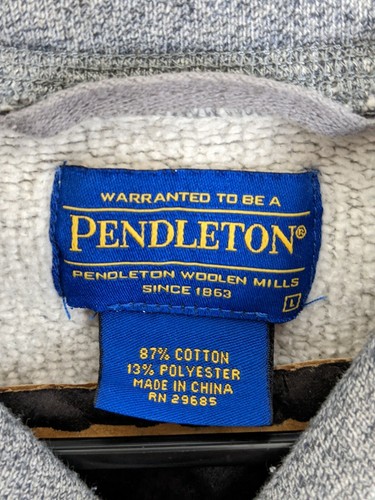 WARRANTED TO BE A
PENDLETON®
PENDLETON WOOLEN MILLS
SINCE 1863
L
87% COTTON
13% POLYESTER
MADE IN CHINA
RN 29685